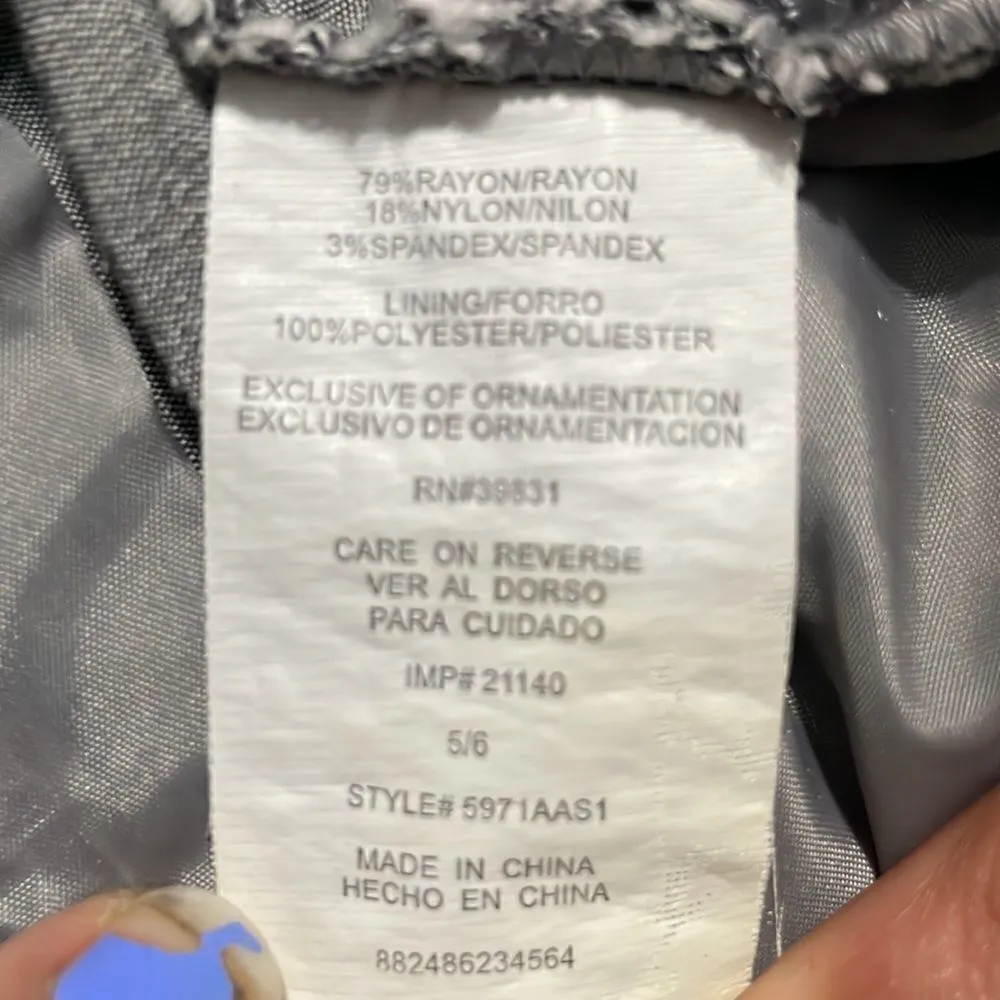 79%RAYON/RAYON
18%NYLON/NILON
3%SPANDEX/SPANDEX
LINING/FORRO
100%POLYESTER/POLIESTER
EXCLUSIVE OF ORNAMENTATION
EXCLUSIVO DE ORNAMENTACION
RN#39831
CARE ON REVERSE
VER AL DORSO
PARA CUIDADO
IMP# 21140
5/6
STYLE# 5971AAS1
MADE IN CHINA
HECHO EN CHINA
882486234564